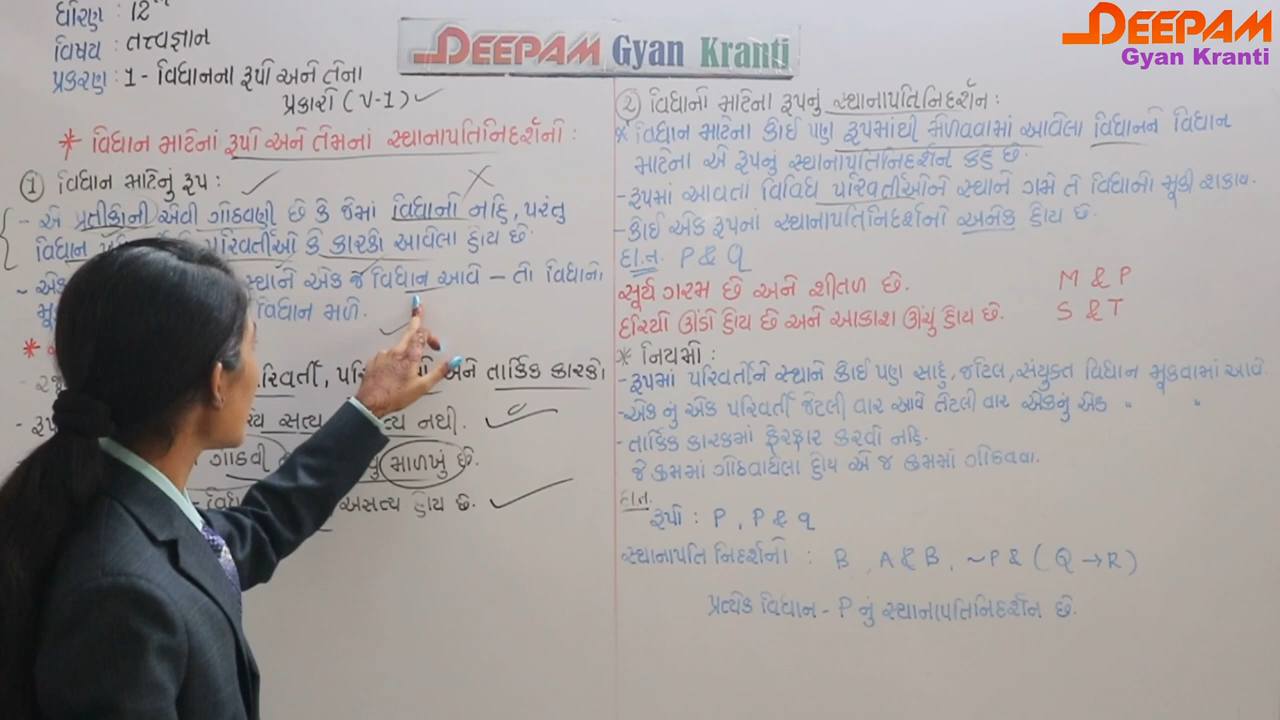 DEEPAM Gyan Kranti
DEEPAM
Gyan Kranti
ધોરણ : 12th
વિષય : તત્ત્વજ્ઞાન
પ્રકરણ : 1 - વિધાનના રૂપો અને તેના
પ્રકારો (V-1)
* વિધાન માટેનાં રૂપો અને તેમનાં સ્થાનાપતિનિદર્શનો :
① વિધાન માટેનું રૂપ :
- એ પ્રતીકોની એવી ગોઠવણી છે કે જેમાં વિધાનો નહિ, પરંતુ
વિધાન પરિવર્તીઓ કે કારકો આવેલા હોય છે.
સ્થાને એક જ વિધાન આવે - તો વિધાનો
વિધાન મળે.
*
અને તાર્કિક કારકો
સત્ય નથી.
ગોઠવી સાળખું છે.
અસત્ય હોય છે.
② વિધાનો માટેના રૂપનું સ્થાનાપતિનિદર્શન :
* વિધાન માટેના કોઈ પણ રૂપમાંથી મેળવવામાં આવેલા વિધાનને વિધાન
માટેના એ રૂપનું સ્થાનાપતિનિદર્શન કહે છે.
- રૂપમાં આવતા વિવિધ પરિવર્તીઓને સ્થાને ગમે તે વિધાનો મૂકી શકાય.
- કોઈ એક રૂપનાં સ્થાનાપતિનિદર્શનો અનેક હોય છે.
દા.ત. P & Q
સૂર્ય ગરમ છે અને શીતળ છે. M & P
દરિયો ઊંડો હોય છે અને આકાશ ઊંચું હોય છે. S & T
* નિયમો :
- રૂપમાં પરિવર્તીને સ્થાને કોઈ પણ સાદું, જટિલ, સંયુક્ત વિધાન મૂકવામાં આવે.
- એકનું એક પરિવર્તી જેટલી વાર આવે તેટલી વાર એકનું એક " "
- તાર્કિક કારકમાં ફેરફાર કરવો નહિ.
જે ક્રમમાં ગોઠવાયેલા હોય એ જ ક્રમમાં ગોઠવવા.
દા.ત.
રૂપો : P , P & q
સ્થાનાપતિ નિદર્શનો : B , A & B , ~P & ( Q → R )
પ્રત્યેક વિધાન - P નું સ્થાનાપતિનિદર્શન છે.